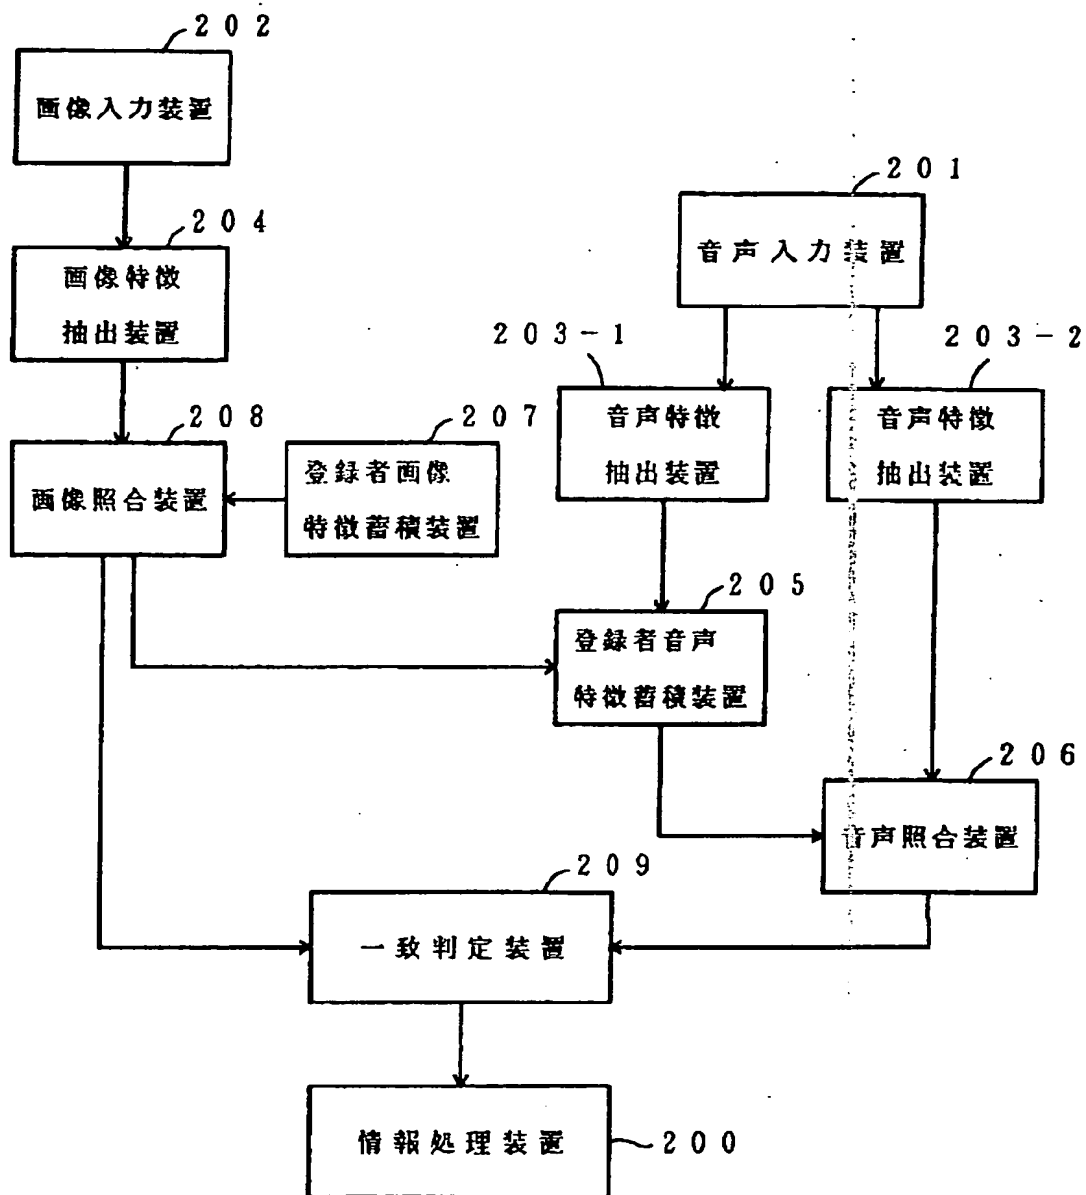 202
画像入力装置
201
音声入力装置
204
画像特徴
抽出装置
203-1
音声特徴
抽出装置
203-2
音声特徴
抽出装置
208
画像照合装置
207
登録者画像
特徴蓄積装置
205
登録者音声
特徴蓄積装置
206
音声照合装置
209
一致判定装置
情報処理装置
200